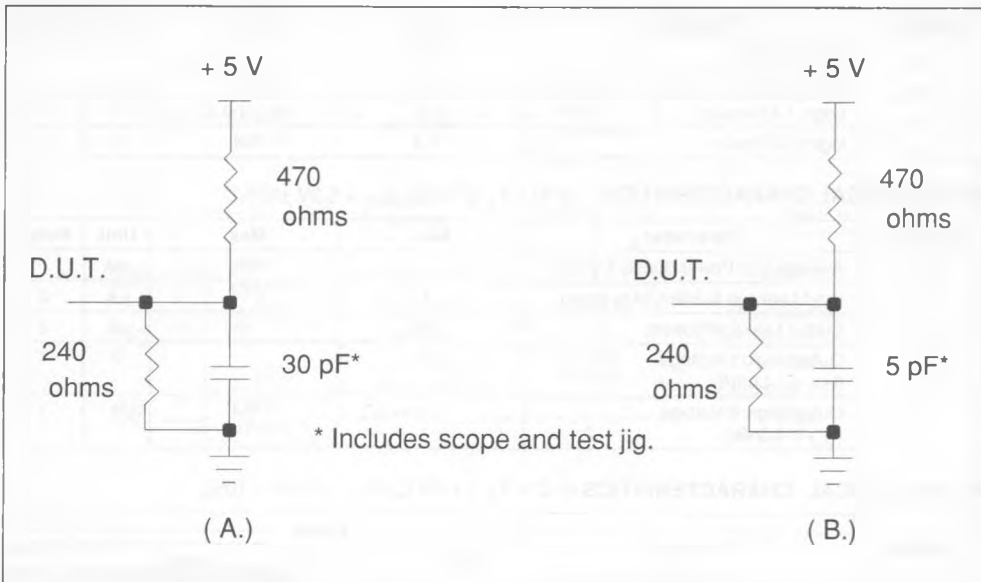 + 5 V
470
ohms
D.U.T.
240
ohms
30 pF*
* Includes scope and test jig.
( A.)
+ 5 V
470
ohms
D.U.T.
240
ohms
5 pF*
( B.)